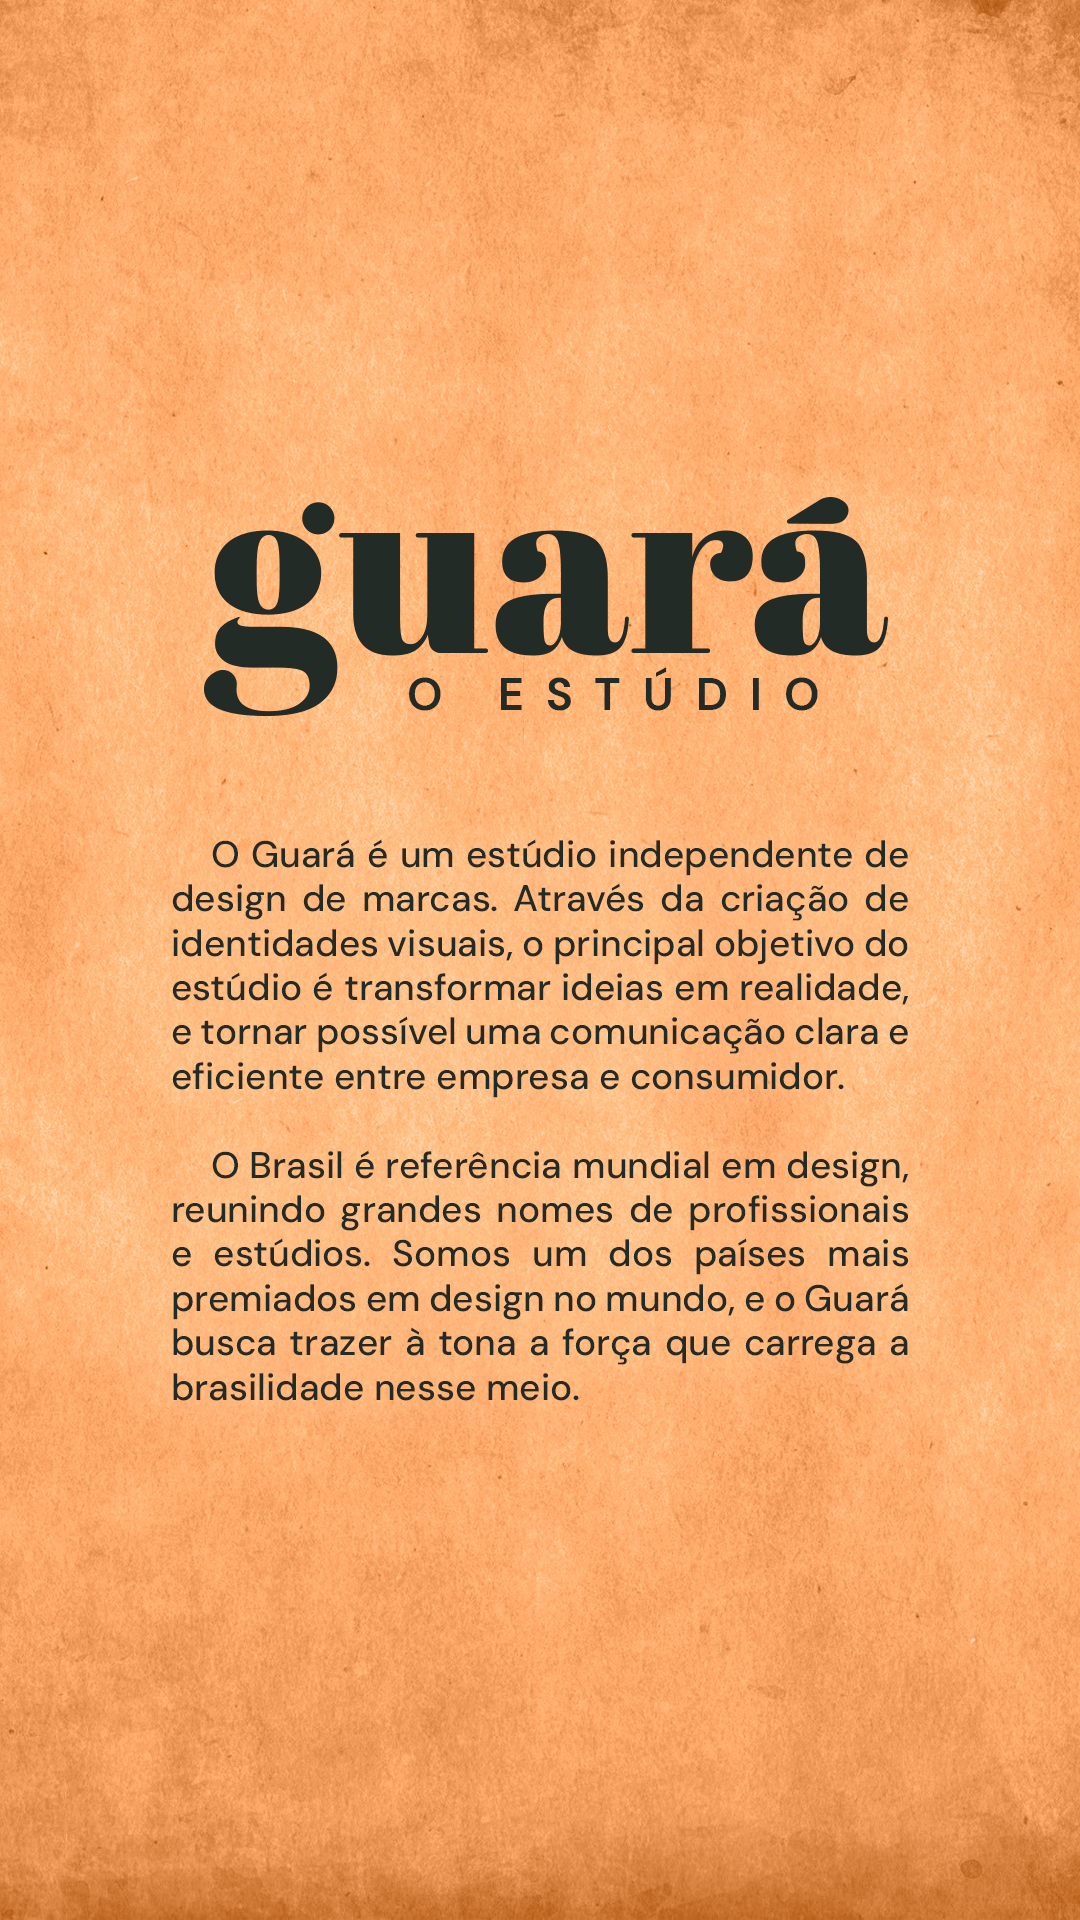 guará
O ESTÚDIO
O Guará é um estúdio independente de
design de marcas. Através da criação de
identidades visuais, o principal objetivo do
estúdio é transformar ideias em realidade,
e tornar possível uma comunicação clara e
eficiente entre empresa e consumidor.
O Brasil é referência mundial em design,
reunindo grandes nomes de profissionais
e estúdios. Somos um dos países mais
premiados em design no mundo, e o Guará
busca trazer à tona a força que carrega a
brasilidade nesse meio.